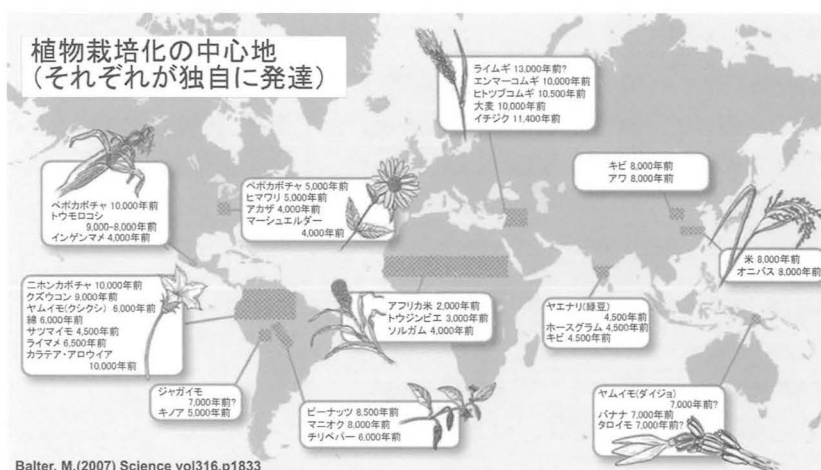 植物栽培化の中心地
(それぞれが独自に発達)
ライムギ 13,000年前?
エンマーコムギ 10,000年前
ヒトツブコムギ 10,500年前
大麦 10,000年前
イチジク 11,400年前
キビ 8,000年前
アワ 8,000年前
ペポカボチャ 10,000年前
トウモロコシ
9,000-8,000年前
インゲンマメ 4,000年前
ペポカボチャ 5,000年前
ヒマワリ 5,000年前
アカザ 4,000年前
マーシュエルダー
4,000年前
米 8,000年前
オニバス 8,000年前
ニホンカボチャ 10,000年前
クズウコン 9,000年前
ヤムイモ(クシクシ) 6,000年前
綿 6,000年前
サツマイモ 4,500年前
ライマメ 6,500年前
カラテア・アロウイア
10,000年前
アフリカ米 2,000年前
トウジンビエ 3,000年前
ソルガム 4,000年前
ヤエナリ(緑豆)
4,500年前
ホースグラム 4,500年前
キビ 4.500年前
ジャガイモ
7,000年前?
キノア 5,000年前
ピーナッツ 8,500年前
マニオク 8,000年前
チリペパー 6,000年前
ヤムイモ(ダイジョ)
7,000年前?
バナナ 7,000年前
タロイモ 7,000年前?
Balter, M.(2007) Science vol316.p1833